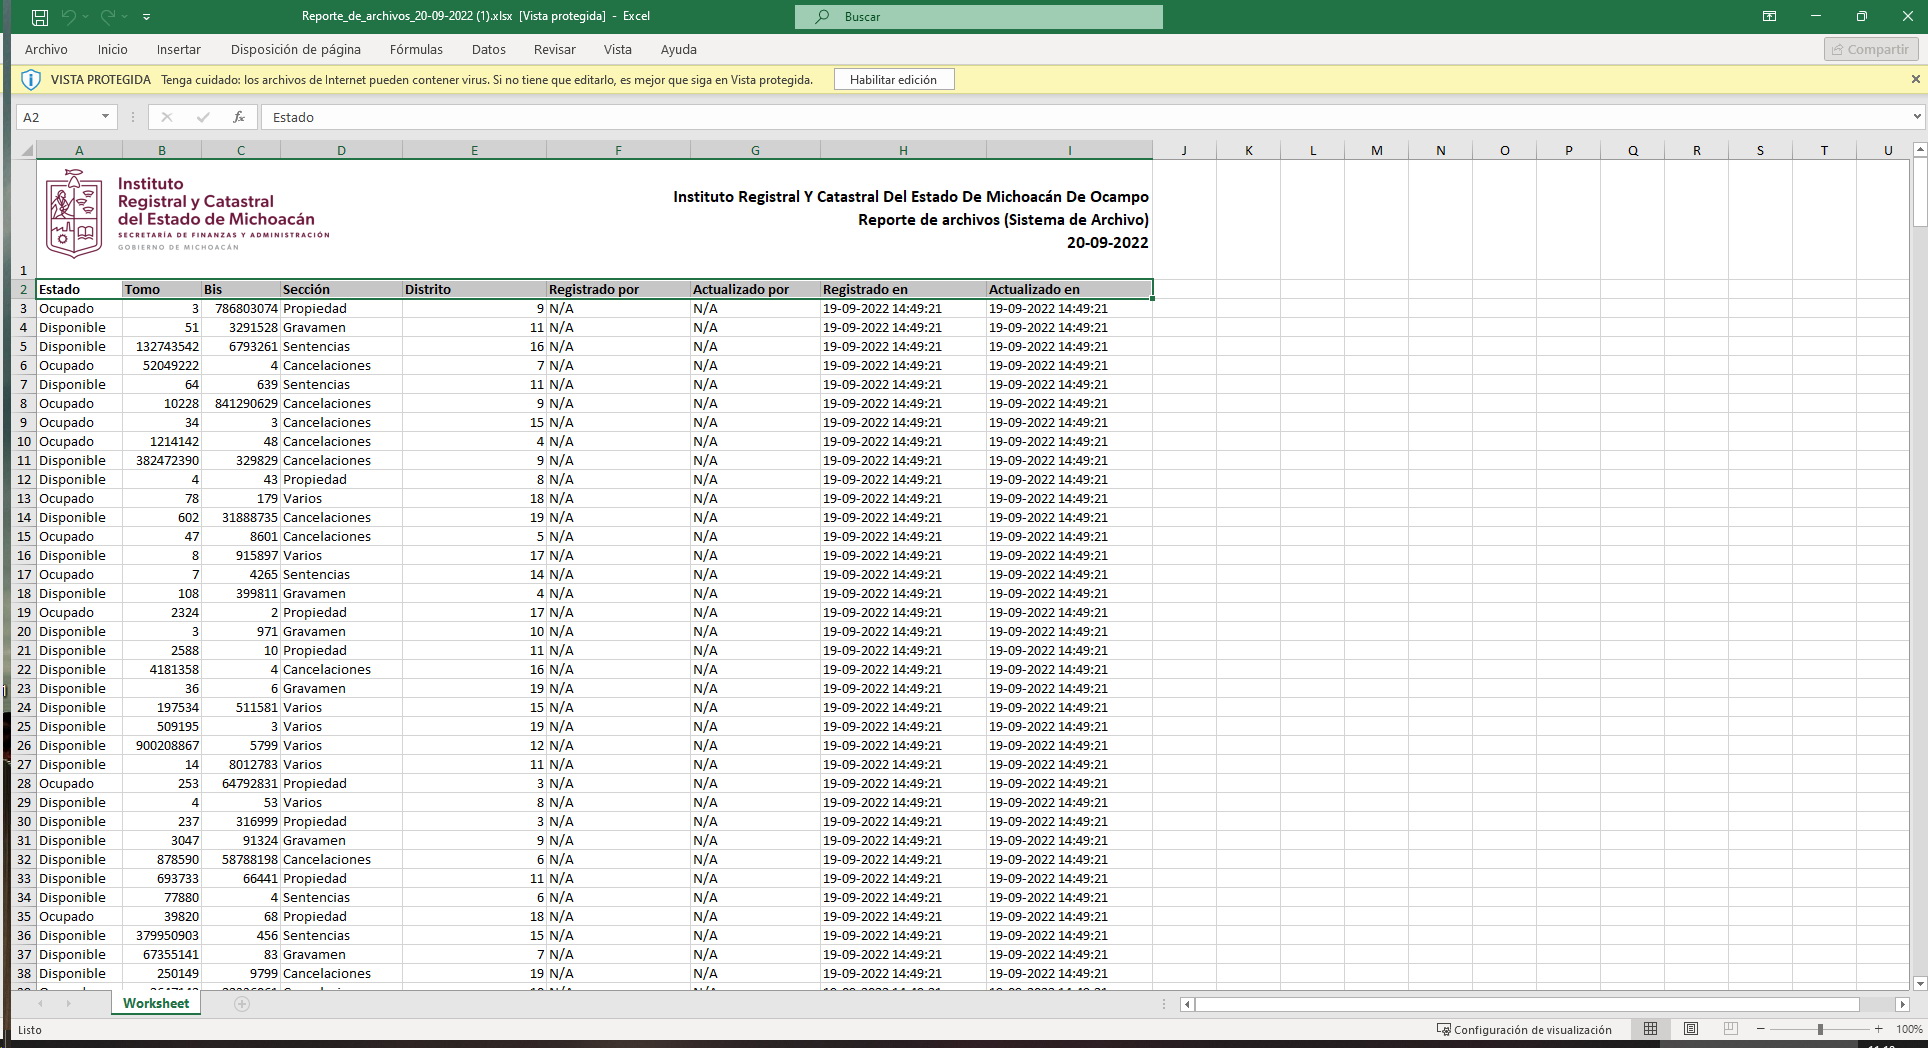 Reporte_de_archivos_20-09-2022 (1).xlsx [Vista protegida] - Excel
Buscar
Archivo Inicio Insertar Disposición de página Fórmulas Datos Revisar Vista Ayuda Compartir
VISTA PROTEGIDA Tenga cuidado: los archivos de Internet pueden contener virus. Si no tiene que editarlo, es mejor que siga en Vista protegida. Habilitar edición
A2 fx Estado
A B C D E F G H I J K L M N O P Q R S T U
Instituto
Registral y Catastral
del Estado de Michoacán
SECRETARÍA DE FINANZAS Y ADMINISTRACIÓN
GOBIERNO DE MICHOACÁN
Instituto Registral Y Catastral Del Estado De Michoacán De Ocampo
Reporte de archivos (Sistema de Archivo)
20-09-2022
1
2 Estado Tomo Bis Sección Distrito Registrado por Actualizado por Registrado en Actualizado en
3 Ocupado 3 786803074 Propiedad 9 N/A N/A 19-09-2022 14:49:21 19-09-2022 14:49:21
4 Disponible 51 3291528 Gravamen 11 N/A N/A 19-09-2022 14:49:21 19-09-2022 14:49:21
5 Disponible 132743542 6793261 Sentencias 16 N/A N/A 19-09-2022 14:49:21 19-09-2022 14:49:21
6 Ocupado 52049222 4 Cancelaciones 7 N/A N/A 19-09-2022 14:49:21 19-09-2022 14:49:21
7 Disponible 64 639 Sentencias 11 N/A N/A 19-09-2022 14:49:21 19-09-2022 14:49:21
8 Ocupado 10228 841290629 Cancelaciones 9 N/A N/A 19-09-2022 14:49:21 19-09-2022 14:49:21
9 Ocupado 34 3 Cancelaciones 15 N/A N/A 19-09-2022 14:49:21 19-09-2022 14:49:21
10 Ocupado 1214142 48 Cancelaciones 4 N/A N/A 19-09-2022 14:49:21 19-09-2022 14:49:21
11 Disponible 382472390 329829 Cancelaciones 9 N/A N/A 19-09-2022 14:49:21 19-09-2022 14:49:21
12 Disponible 4 43 Propiedad 8 N/A N/A 19-09-2022 14:49:21 19-09-2022 14:49:21
13 Ocupado 78 179 Varios 18 N/A N/A 19-09-2022 14:49:21 19-09-2022 14:49:21
14 Disponible 602 31888735 Cancelaciones 19 N/A N/A 19-09-2022 14:49:21 19-09-2022 14:49:21
15 Ocupado 47 8601 Cancelaciones 5 N/A N/A 19-09-2022 14:49:21 19-09-2022 14:49:21
16 Disponible 8 915897 Varios 17 N/A N/A 19-09-2022 14:49:21 19-09-2022 14:49:21
17 Ocupado 7 4265 Sentencias 14 N/A N/A 19-09-2022 14:49:21 19-09-2022 14:49:21
18 Disponible 108 399811 Gravamen 4 N/A N/A 19-09-2022 14:49:21 19-09-2022 14:49:21
19 Ocupado 2324 2 Propiedad 17 N/A N/A 19-09-2022 14:49:21 19-09-2022 14:49:21
20 Disponible 3 971 Gravamen 10 N/A N/A 19-09-2022 14:49:21 19-09-2022 14:49:21
21 Disponible 2588 10 Propiedad 11 N/A N/A 19-09-2022 14:49:21 19-09-2022 14:49:21
22 Disponible 4181358 4 Cancelaciones 16 N/A N/A 19-09-2022 14:49:21 19-09-2022 14:49:21
23 Disponible 36 6 Gravamen 19 N/A N/A 19-09-2022 14:49:21 19-09-2022 14:49:21
24 Disponible 197534 511581 Varios 15 N/A N/A 19-09-2022 14:49:21 19-09-2022 14:49:21
25 Disponible 509195 3 Varios 19 N/A N/A 19-09-2022 14:49:21 19-09-2022 14:49:21
26 Disponible 900208867 5799 Varios 12 N/A N/A 19-09-2022 14:49:21 19-09-2022 14:49:21
27 Disponible 14 8012783 Varios 11 N/A N/A 19-09-2022 14:49:21 19-09-2022 14:49:21
28 Ocupado 253 64792831 Propiedad 3 N/A N/A 19-09-2022 14:49:21 19-09-2022 14:49:21
29 Disponible 4 53 Varios 8 N/A N/A 19-09-2022 14:49:21 19-09-2022 14:49:21
30 Disponible 237 316999 Propiedad 3 N/A N/A 19-09-2022 14:49:21 19-09-2022 14:49:21
31 Disponible 3047 91324 Gravamen 9 N/A N/A 19-09-2022 14:49:21 19-09-2022 14:49:21
32 Disponible 878590 58788198 Cancelaciones 6 N/A N/A 19-09-2022 14:49:21 19-09-2022 14:49:21
33 Disponible 693733 66441 Propiedad 11 N/A N/A 19-09-2022 14:49:21 19-09-2022 14:49:21
34 Disponible 77880 4 Sentencias 6 N/A N/A 19-09-2022 14:49:21 19-09-2022 14:49:21
35 Ocupado 39820 68 Propiedad 18 N/A N/A 19-09-2022 14:49:21 19-09-2022 14:49:21
36 Disponible 379950903 456 Sentencias 15 N/A N/A 19-09-2022 14:49:21 19-09-2022 14:49:21
37 Disponible 67355141 83 Gravamen 7 N/A N/A 19-09-2022 14:49:21 19-09-2022 14:49:21
38 Disponible 250149 9799 Cancelaciones 19 N/A N/A 19-09-2022 14:49:21 19-09-2022 14:49:21
Worksheet
Listo Configuración de visualización 100%